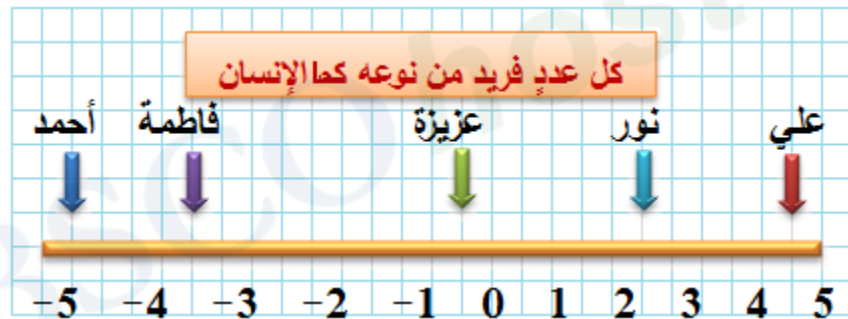 كل عددٍ فريد من نوعه كما الإنسان
أحمد فاطمة عزيزة نور علي
−5 −4 −3 −2 −1 0 1 2 3 4 5